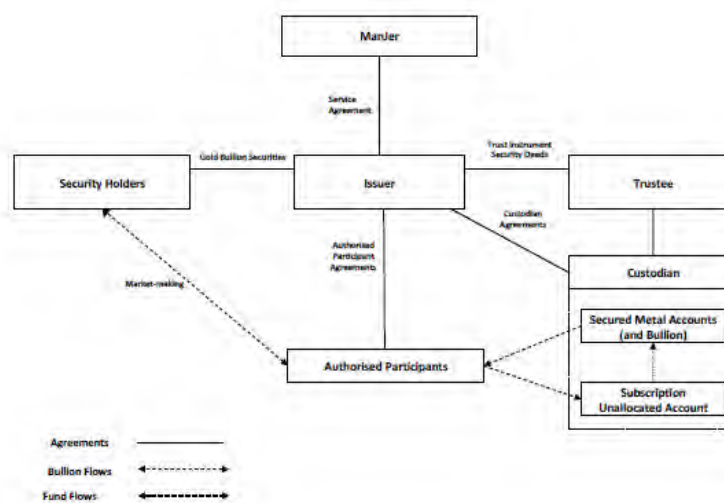 ManJer
Service
Agreement
Gold Bullion Securities
Trust Instrument
Security Deeds
Security Holders
Issuer
Trustee
Custodian
Agreements
Authorised
Participant
Agreements
Market-making
Custodian
Secured Metal Accounts
(and Bullion)
Authorised Participants
Subscription
Unallocated Account
Agreements
Bullion Flows
Fund Flows